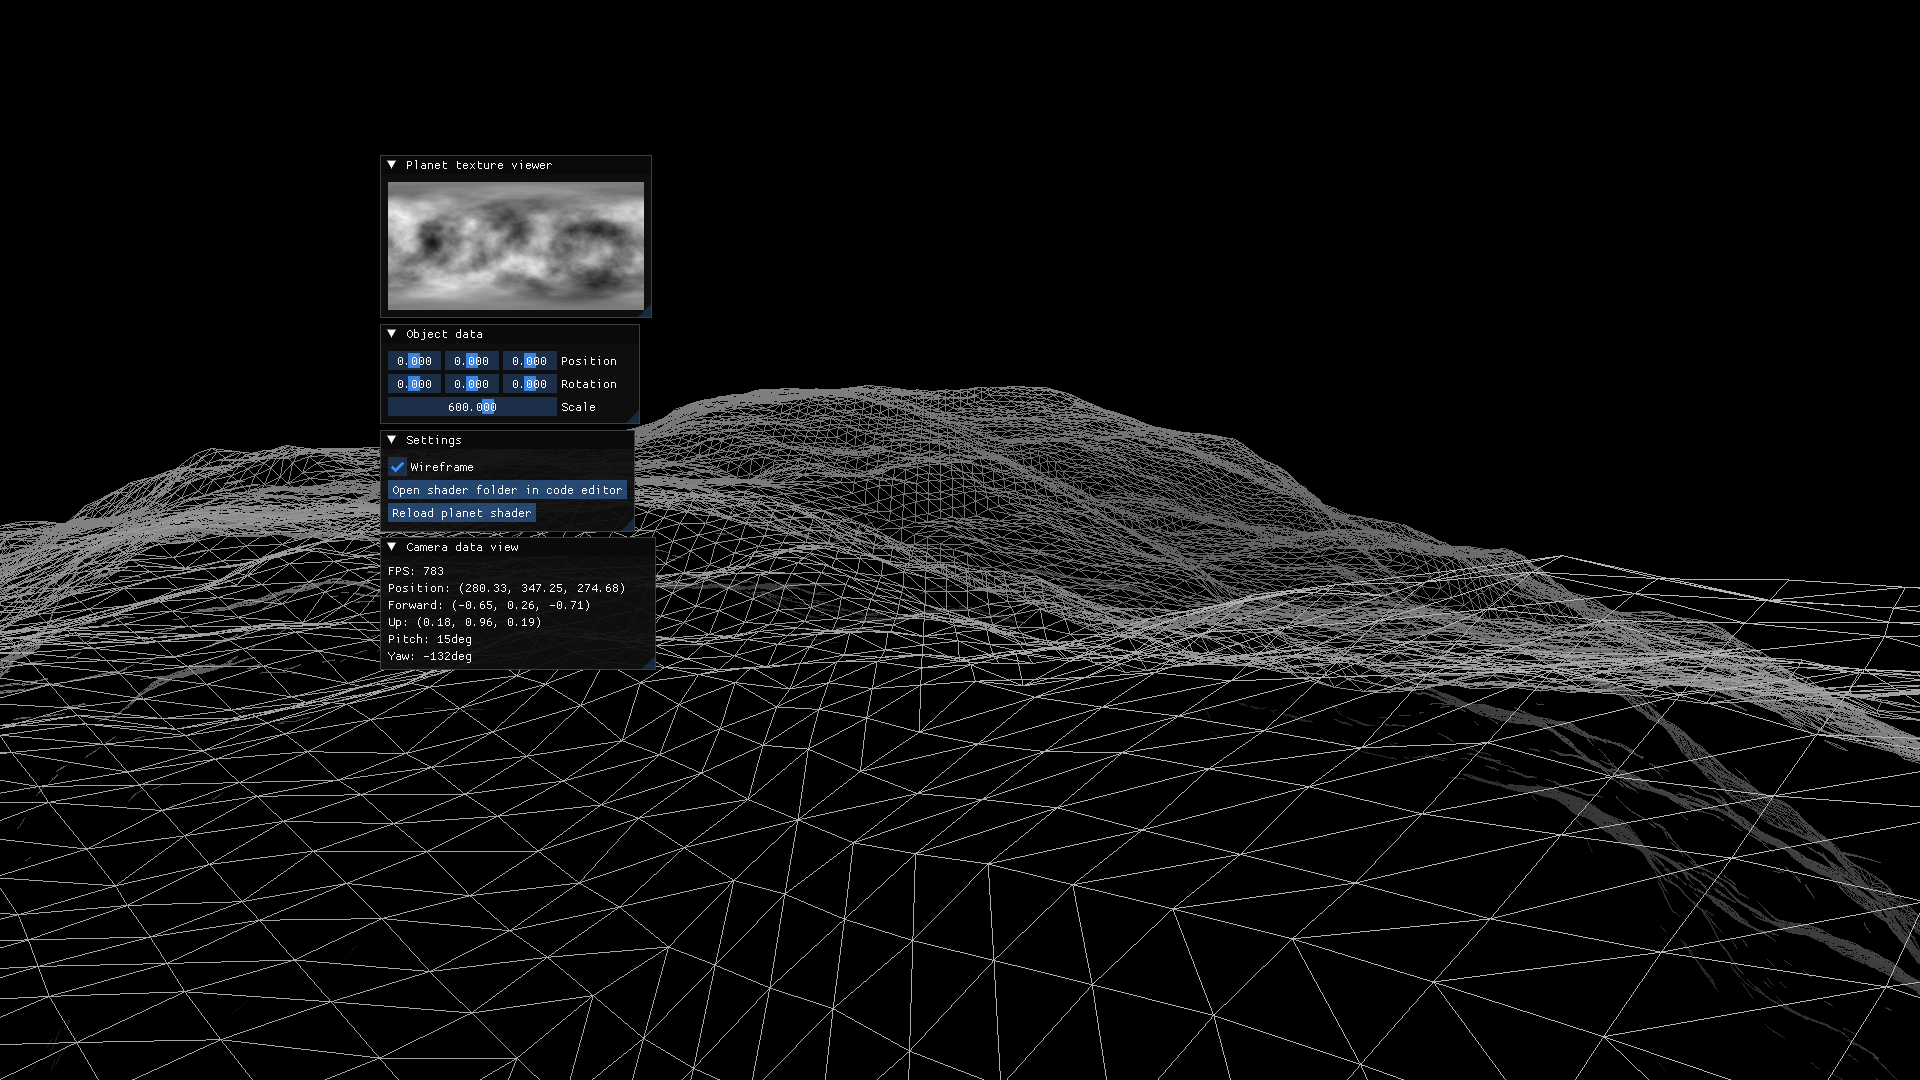 Planet texture viewer
Object data
0.000 0.000 0.000 Position
0.000 0.000 0.000 Rotation
600.000 Scale
Settings
Wireframe
Open shader folder in code editor
Reload planet shader
Camera data view
FPS: 783
Position: (280.33, 347.25, 274.68)
Forward: (-0.65, 0.26, -0.71)
Up: (0.18, 0.96, 0.19)
Pitch: 15deg
Yaw: -132deg